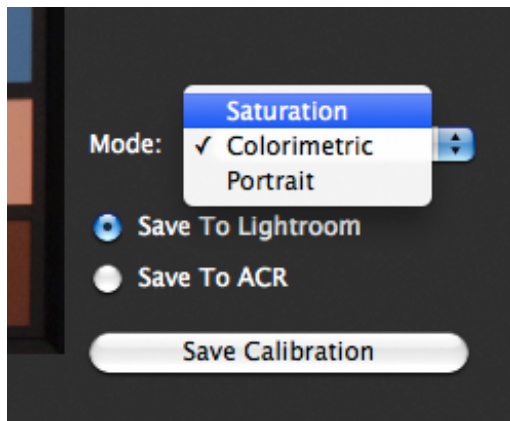 Saturation
Mode: ✓ Colorimetric
Portrait
Save To Lightroom
Save To ACR
Save Calibration